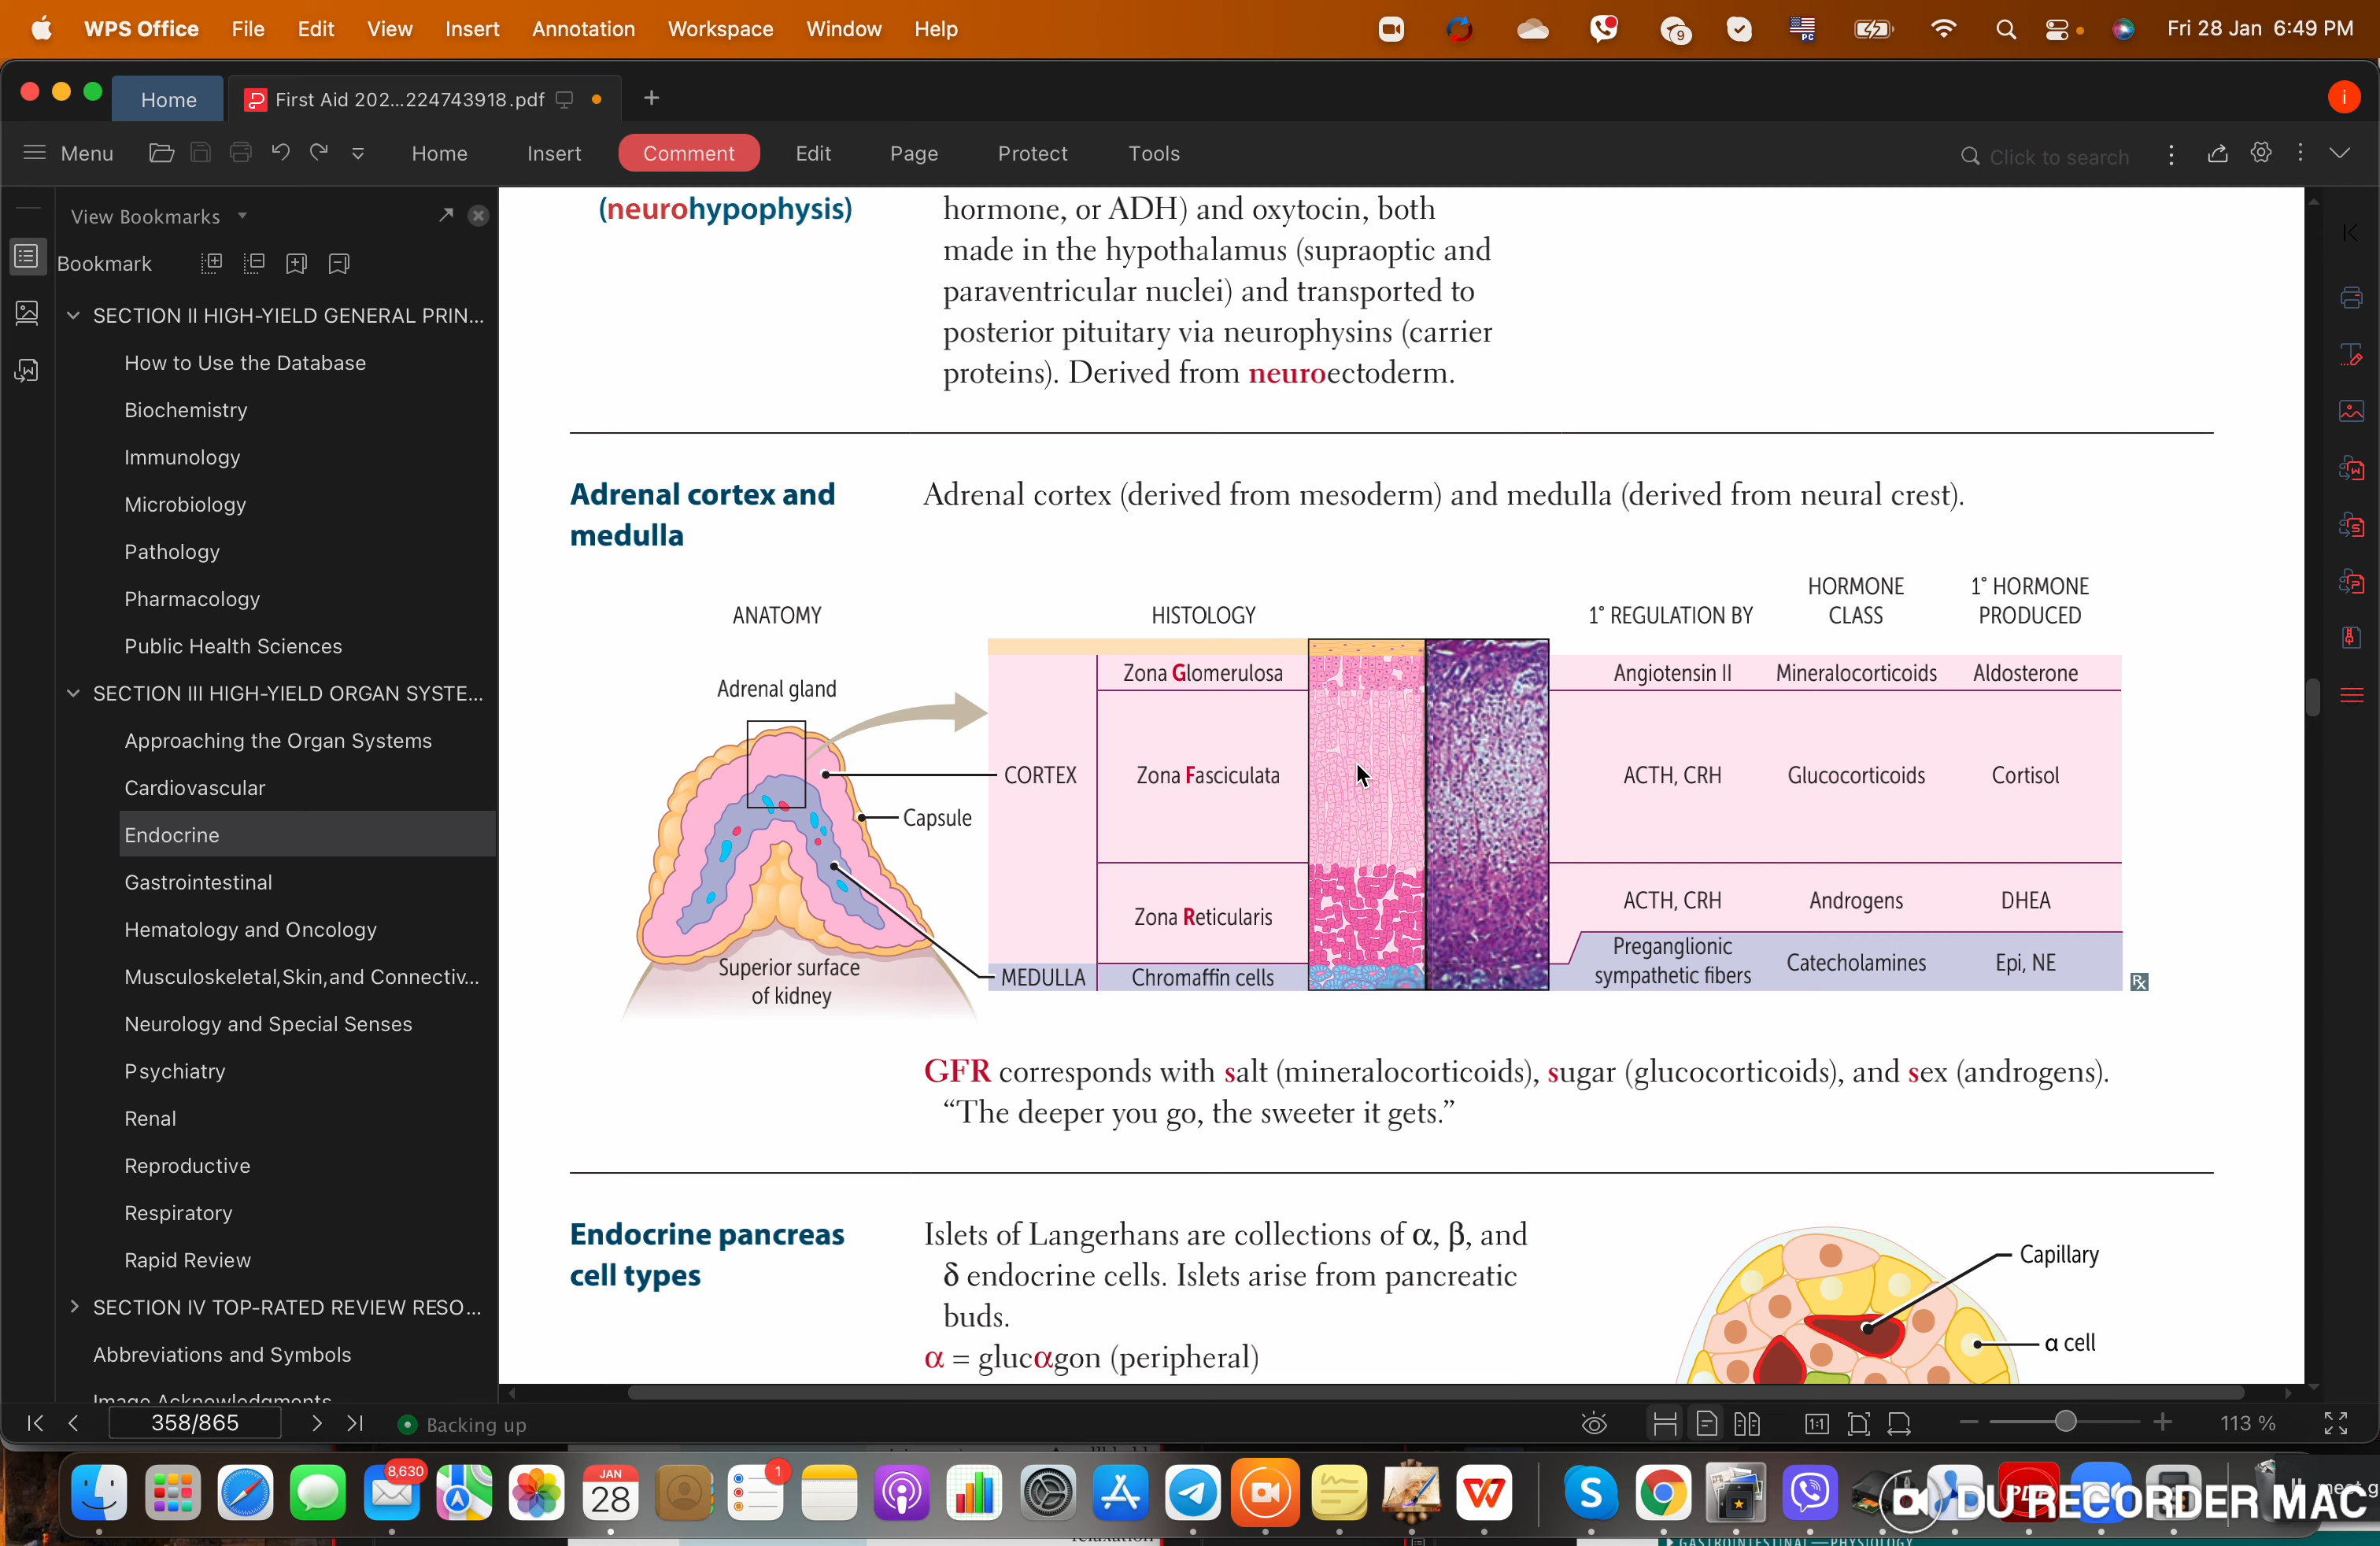 WPS Office File Edit View Insert Annotation Workspace Window Help
9
PC
Fri 28 Jan 6:49 PM
Home
First Aid 202...224743918.pdf
i
Menu
Home Insert Comment Edit Page Protect Tools
Click to search
View Bookmarks
Bookmark
SECTION II HIGH-YIELD GENERAL PRIN...
How to Use the Database
Biochemistry
Immunology
Microbiology
Pathology
Pharmacology
Public Health Sciences
SECTION III HIGH-YIELD ORGAN SYSTE...
Approaching the Organ Systems
Cardiovascular
Endocrine
Gastrointestinal
Hematology and Oncology
Musculoskeletal,Skin,and Connectiv...
Neurology and Special Senses
Psychiatry
Renal
Reproductive
Respiratory
Rapid Review
SECTION IV TOP-RATED REVIEW RESO...
Abbreviations and Symbols
Image Acknowledgments
(neurohypophysis)
hormone, or ADH) and oxytocin, both
made in the hypothalamus (supraoptic and
paraventricular nuclei) and transported to
posterior pituitary via neurophysins (carrier
proteins). Derived from neuroectoderm.
Adrenal cortex and
medulla
Adrenal cortex (derived from mesoderm) and medulla (derived from neural crest).
ANATOMY
HISTOLOGY
1° REGULATION BY
HORMONE
CLASS
1° HORMONE
PRODUCED
Adrenal gland
CORTEX
Capsule
MEDULLA
Superior surface
of kidney
Zona Glomerulosa
Angiotensin II
Mineralocorticoids
Aldosterone
Zona Fasciculata
ACTH, CRH
Glucocorticoids
Cortisol
Zona Reticularis
ACTH, CRH
Androgens
DHEA
Chromaffin cells
Preganglionic
sympathetic fibers
Catecholamines
Epi, NE
Rx
GFR corresponds with salt (mineralocorticoids), sugar (glucocorticoids), and sex (androgens).
“The deeper you go, the sweeter it gets.”
Endocrine pancreas
cell types
Islets of Langerhans are collections of α, β, and
δ endocrine cells. Islets arise from pancreatic
buds.
α = glucαgon (peripheral)
Capillary
α cell
358/865
Backing up
1:1
113 %
8,630
JAN
28
1
DU RECORDER MAC
relaxation
GASTROINTESTINAL—PHYSIOLOGY